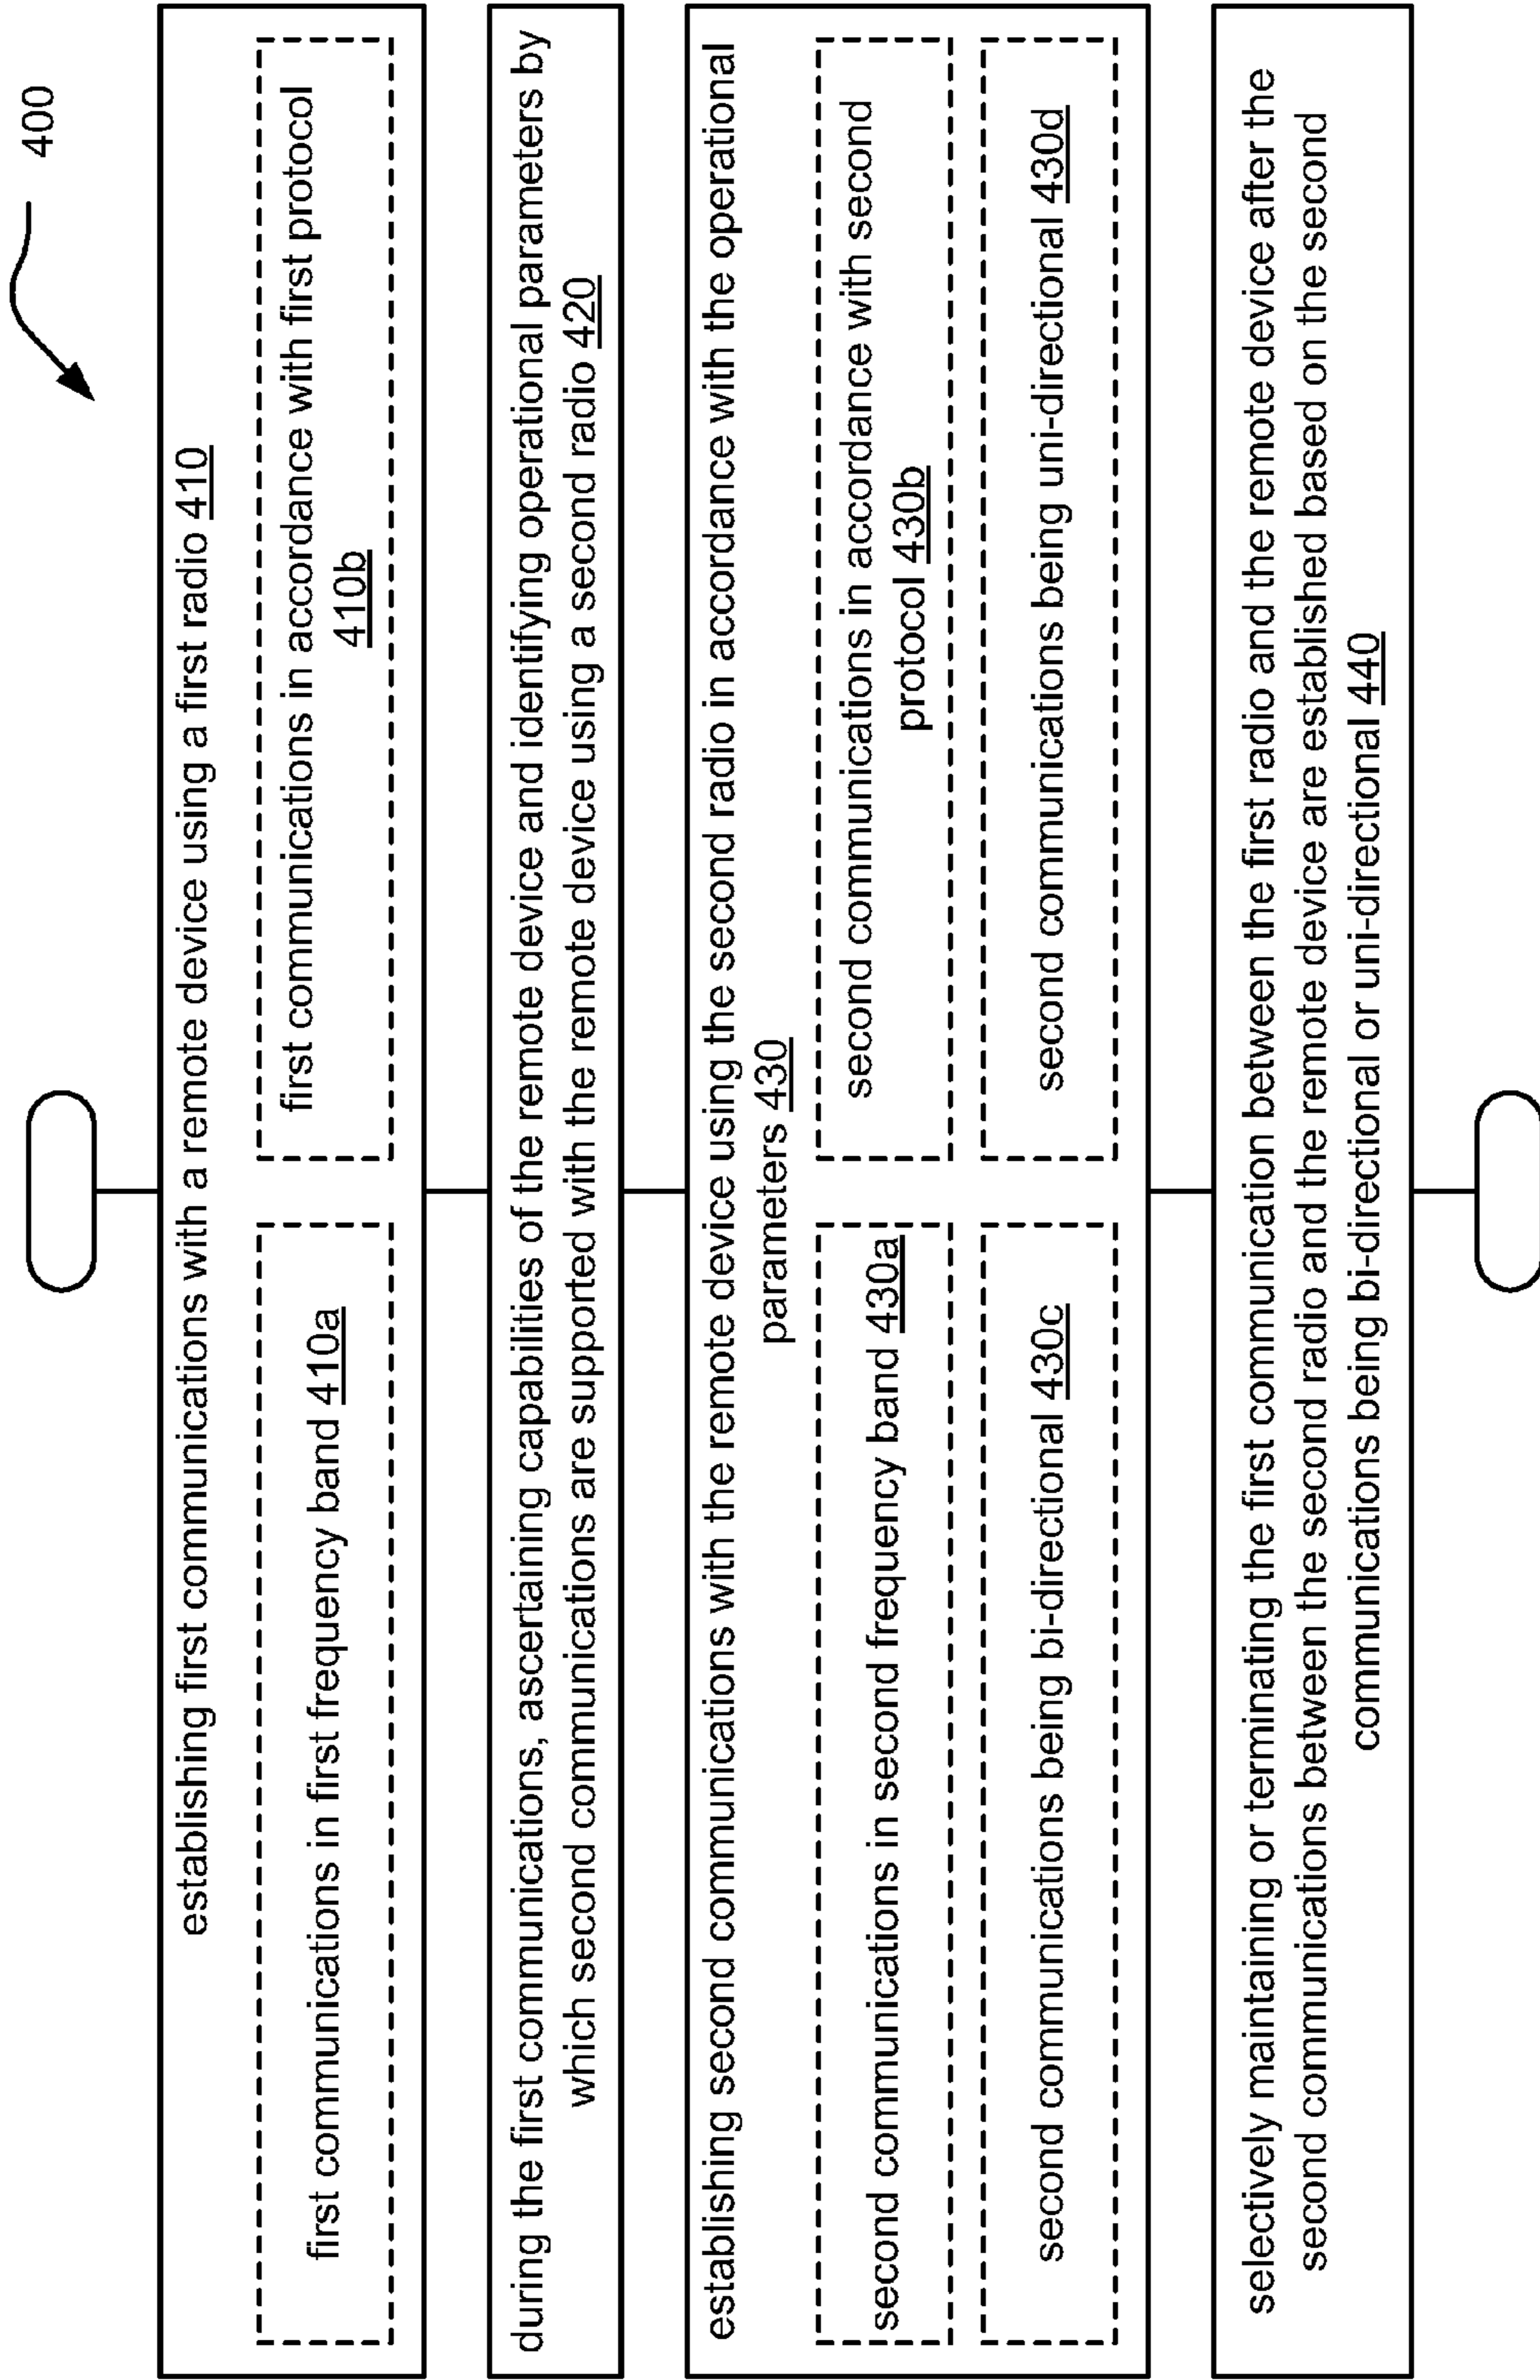 400
establishing first communications with a remote device using a first radio 410
first communications in first frequency band 410a
first communications in accordance with first protocol
410b
during the first communications, ascertaining capabilities of the remote device and identifying operational parameters by
which second communications are supported with the remote device using a second radio 420
establishing second communications with the remote device using the second radio in accordance with the operational
parameters 430
second communications in second frequency band 430a
second communications in accordance with second
protocol 430b
second communications being bi-directional 430c
second communications being uni-directional 430d
selectively maintaining or terminating the first communication between the first radio and the remote device after the
second communications between the second radio and the remote device are established based on the second
communications being bi-directional or uni-directional 440